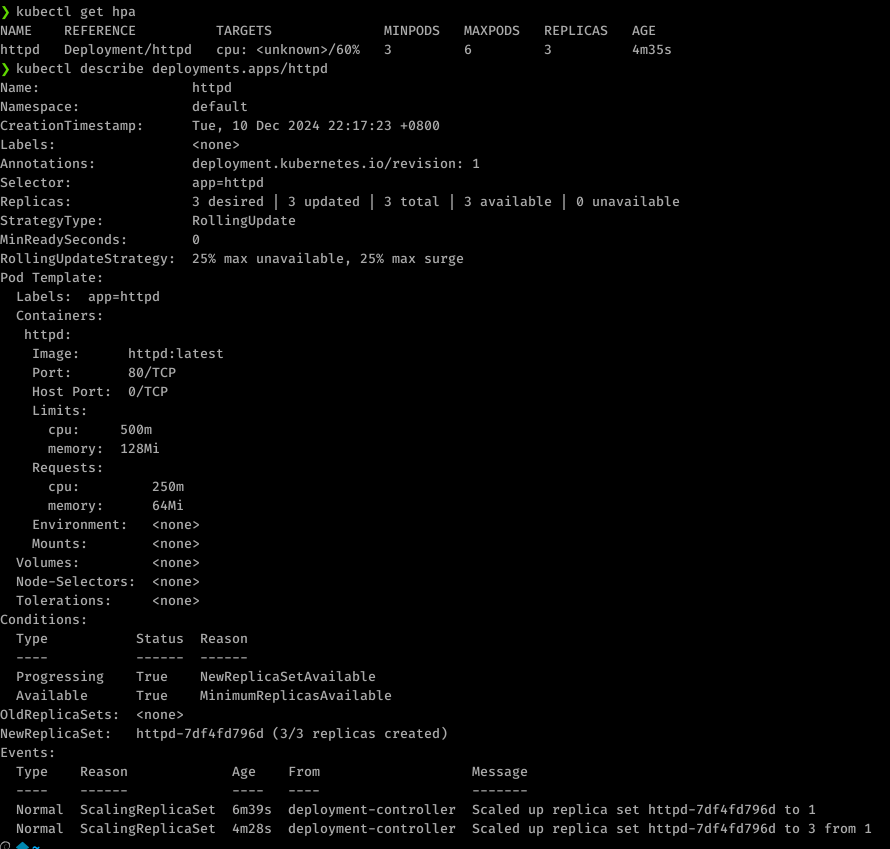 ❯ kubectl get hpa
NAME    REFERENCE          TARGETS              MINPODS   MAXPODS   REPLICAS   AGE
httpd   Deployment/httpd   cpu: <unknown>/60%   3         6         3          4m35s
❯ kubectl describe deployments.apps/httpd
Name:                   httpd
Namespace:              default
CreationTimestamp:      Tue, 10 Dec 2024 22:17:23 +0800
Labels:                 <none>
Annotations:            deployment.kubernetes.io/revision: 1
Selector:               app=httpd
Replicas:               3 desired | 3 updated | 3 total | 3 available | 0 unavailable
StrategyType:           RollingUpdate
MinReadySeconds:        0
RollingUpdateStrategy:  25% max unavailable, 25% max surge
Pod Template:
  Labels:  app=httpd
  Containers:
   httpd:
    Image:      httpd:latest
    Port:       80/TCP
    Host Port:  0/TCP
    Limits:
      cpu:     500m
      memory:  128Mi
    Requests:
      cpu:         250m
      memory:      64Mi
    Environment:   <none>
    Mounts:        <none>
  Volumes:         <none>
  Node-Selectors:  <none>
  Tolerations:     <none>
Conditions:
  Type           Status  Reason
  ----           ------  ------
  Progressing    True    NewReplicaSetAvailable
  Available      True    MinimumReplicasAvailable
OldReplicaSets:  <none>
NewReplicaSet:   httpd-7df4fd796d (3/3 replicas created)
Events:
  Type    Reason             Age    From                   Message
  ----    ------             ----   ----                   -------
  Normal  ScalingReplicaSet  6m39s  deployment-controller  Scaled up replica set httpd-7df4fd796d to 1
  Normal  ScalingReplicaSet  4m28s  deployment-controller  Scaled up replica set httpd-7df4fd796d to 3 from 1